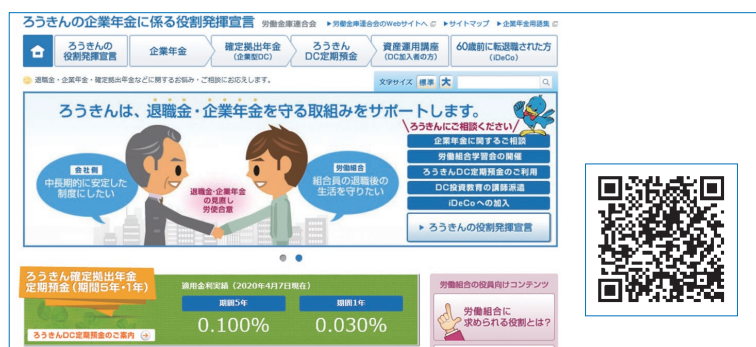 ろうきんの企業年金に係る役割発揮宣言 労働金庫連合会 ▶労働金庫連合会のWebサイトへ ▶サイトマップ ▶企業年金用語集
ろうきんの
役割発揮宣言
企業年金
確定拠出年金
(企業型DC)
ろうきん
DC定期預金
資産運用講座
(DC加入者の方)
60歳前に転退職された方
(iDeCo)
退職金・企業年金・確定拠出年金などに関するお悩み・ご相談にお応えします。
文字サイズ 標準 大
ろうきんは、退職金・企業年金を守る取組みをサポートします。
ろうきんにご相談ください
会社側
中長期的に安定した
制度にしたい
退職金・企業年金
の見直し
労使合意
労働組合
組合員の退職後の
生活を守りたい
企業年金に関するご相談
労働組合学習会の開催
ろうきんDC定期預金のご利用
DC投資教育の講師派遣
iDeCoへの加入
▶ ろうきんの役割発揮宣言
ろうきん確定拠出年金
定期預金(期間5年・1年)
ろうきんDC定期預金のご案内
適用金利実績(2020年4月7日現在)
期間5年
0.100%
期間1年
0.030%
労働組合の役員向けコンテンツ
労働組合に
求められる役割とは?